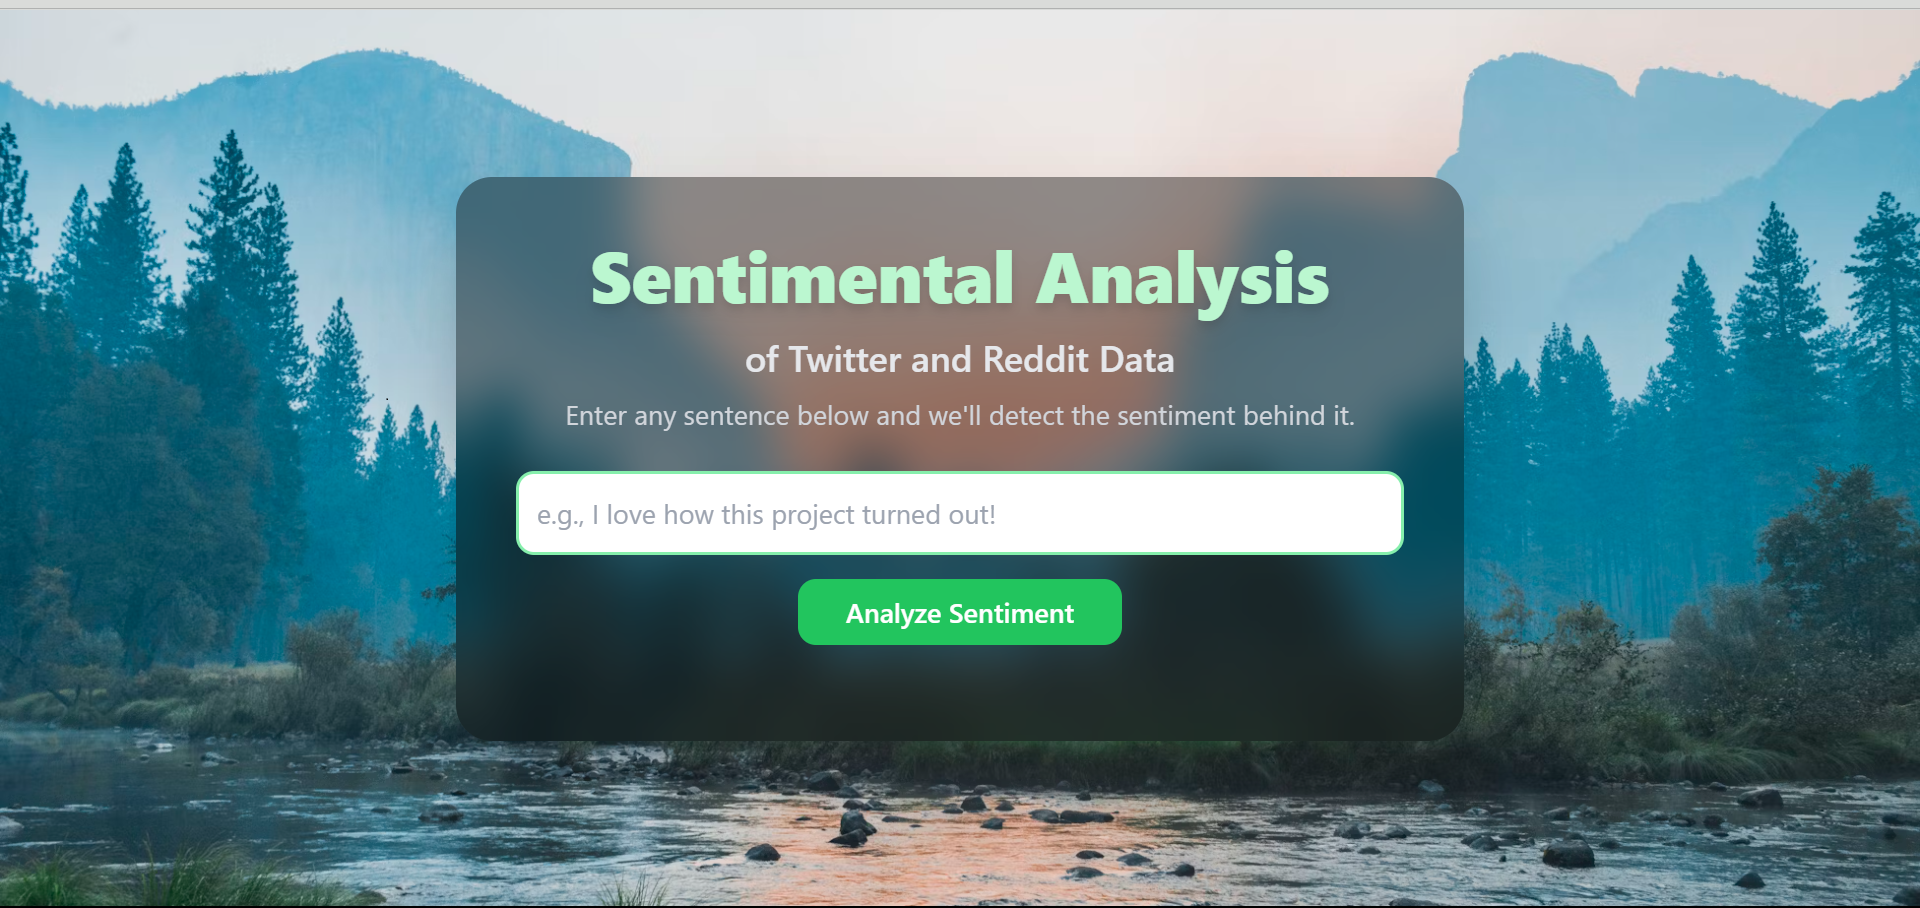 Sentimental Analysis
of Twitter and Reddit Data
Enter any sentence below and we'll detect the sentiment behind it.
e.g., I love how this project turned out!
Analyze Sentiment